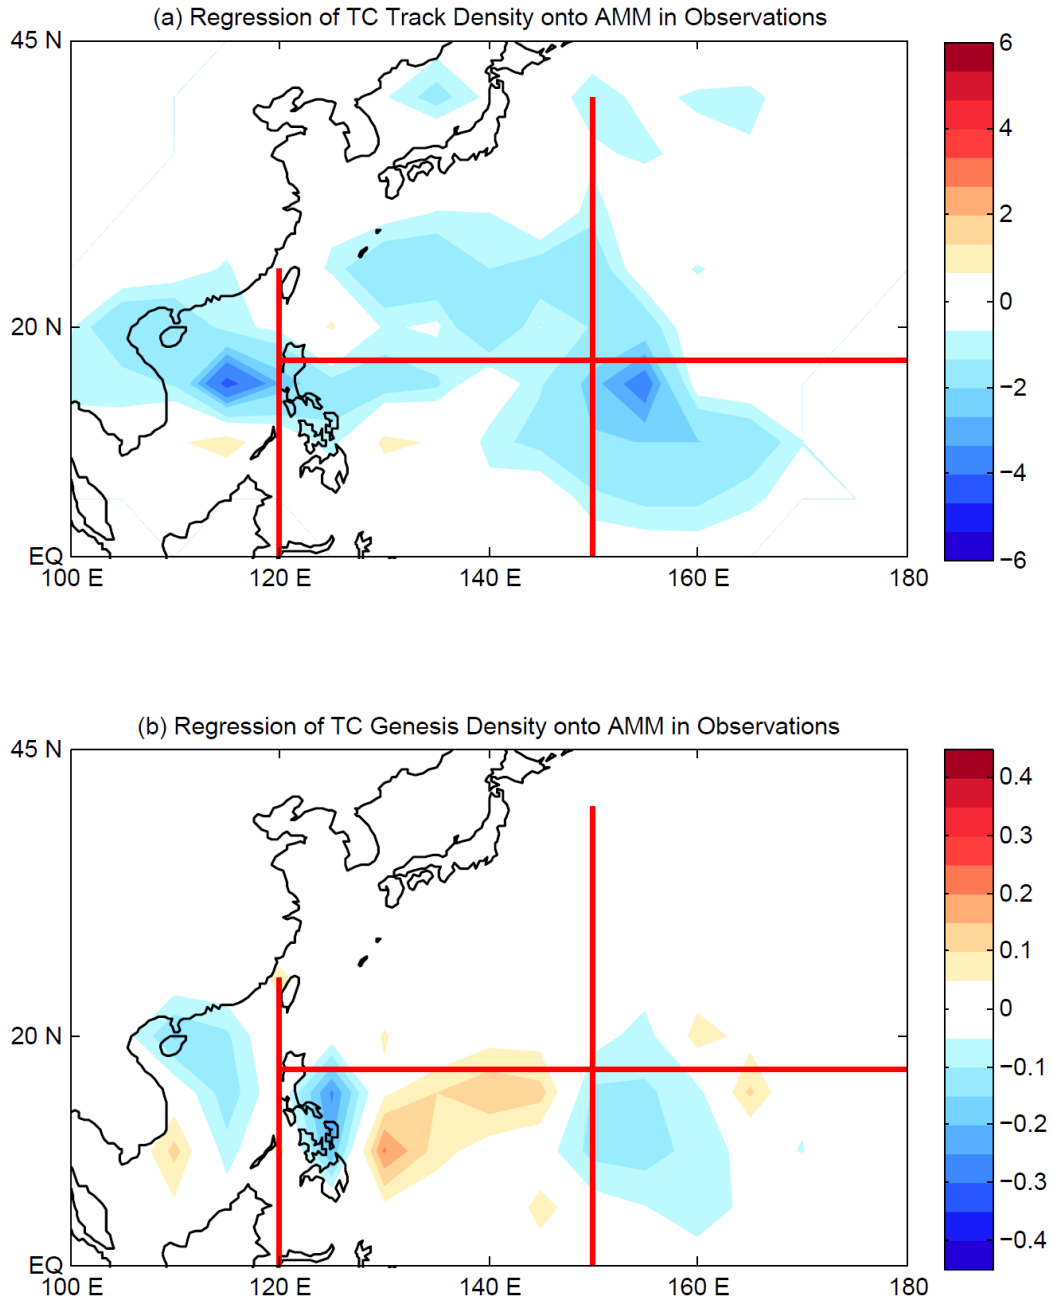 (a) Regression of TC Track Density onto AMM in Observations
45 N
20 N
EQ
100 E 120 E 140 E 160 E 180
6
4
2
0
−2
−4
−6
(b) Regression of TC Genesis Density onto AMM in Observations
45 N
20 N
EQ
100 E 120 E 140 E 160 E 180
0.4
0.3
0.2
0.1
0
−0.1
−0.2
−0.3
−0.4